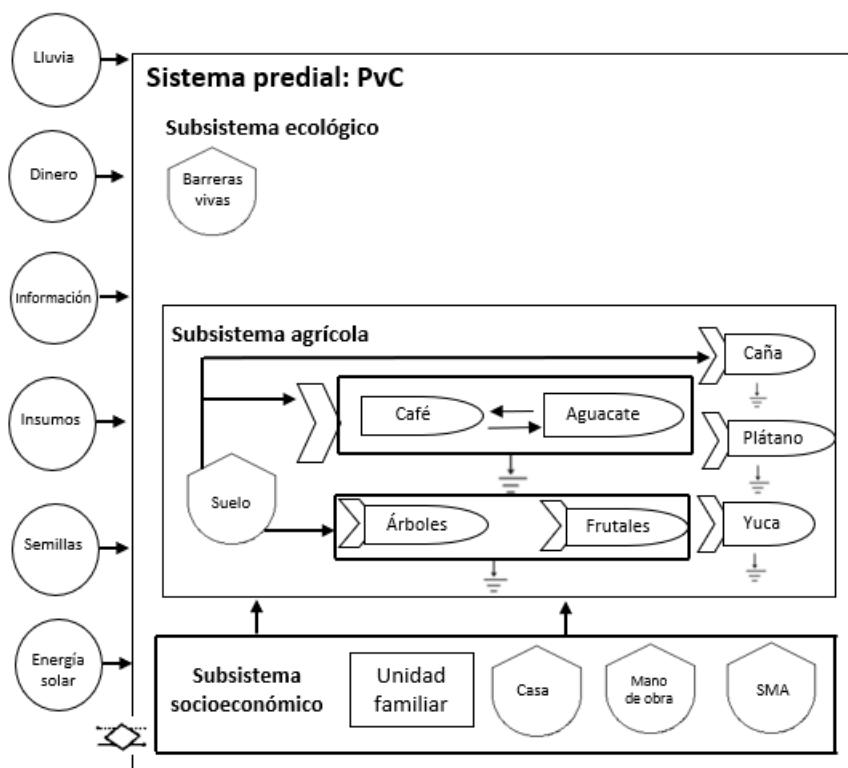 Lluvia
Dinero
Información
Insumos
Semillas
Energía
solar
Sistema predial: PvC
Subsistema ecológico
Barreras
vivas
Subsistema agrícola
Caña
Café
Aguacate
Plátano
Suelo
Árboles
Frutales
Yuca
Subsistema
socioeconómico
Unidad
familiar
Casa
Mano
de obra
SMA